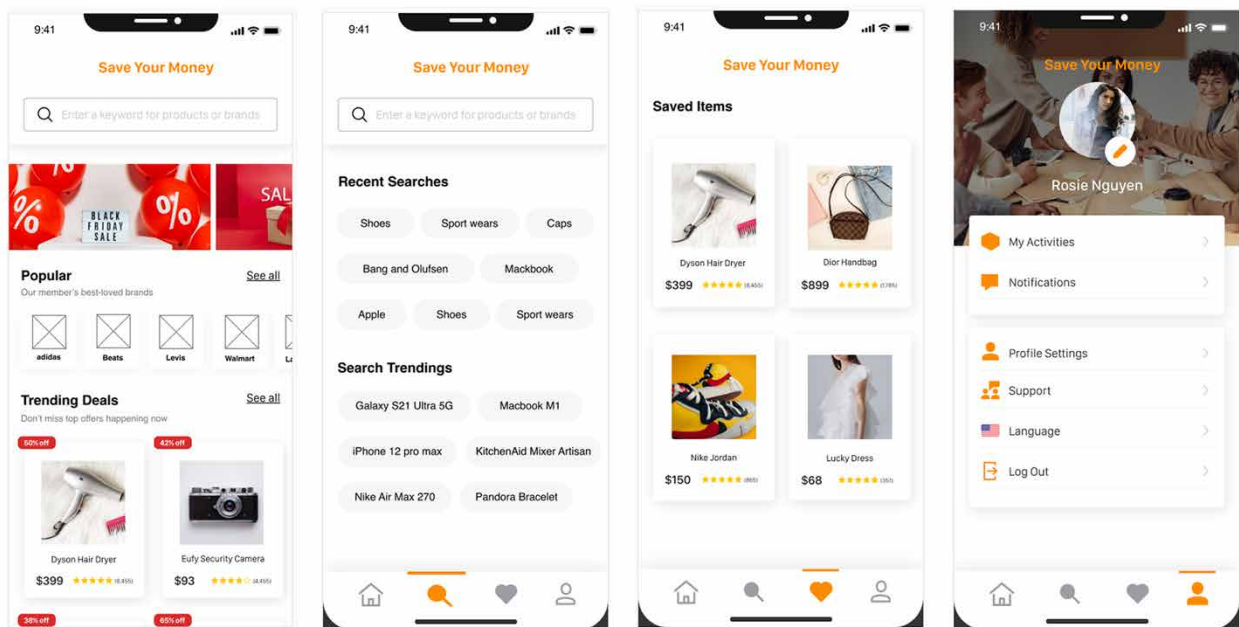 9:41
Save Your Money
Enter a keyword for products or brands
%
BLACK
FRIDAY
SALE
%
SAL
Popular
See all
Our member's best-loved brands
adidas
Beats
Levis
Walmart
Trending Deals
See all
Don't miss top offers happening now
50% off
42% off
Dyson Hair Dryer
Eufy Security Camera
$399
(6,455)
$93
(4,455)
38% off
65% off
9:41
Save Your Money
Enter a keyword for products or brands
Recent Searches
Shoes
Sport wears
Caps
Bang and Olufsen
Mackbook
Apple
Shoes
Sport wears
Search Trendings
Galaxy S21 Ultra 5G
Macbook M1
iPhone 12 pro max
KitchenAid Mixer Artisan
Nike Air Max 270
Pandora Bracelet
9:41
Save Your Money
Saved Items
Dyson Hair Dryer
Dior Handbag
$399
(6,455)
$899
Nike Jordan
Lucky Dress
$150
$68
9:41
Save Your Money
Rosie Nguyen
My Activities
Notifications
Profile Settings
Support
Language
Log Out